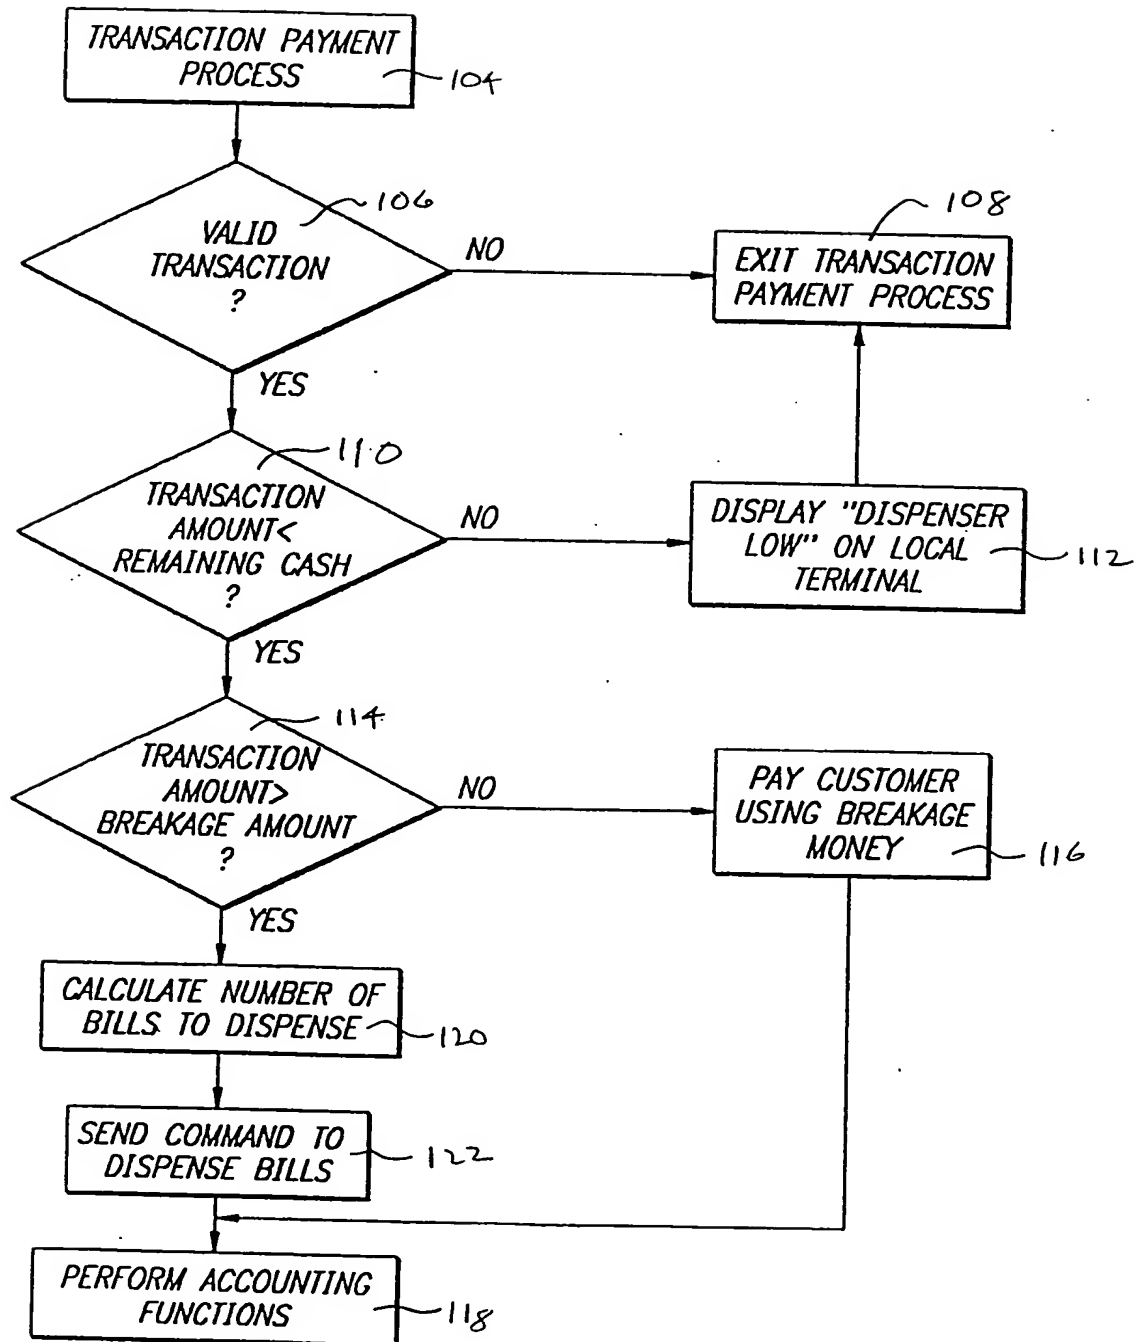 TRANSACTION PAYMENT
PROCESS
104
106
VALID
TRANSACTION
?
NO
108
EXIT TRANSACTION
PAYMENT PROCESS
YES
110
TRANSACTION
AMOUNT<
REMAINING CASH
?
NO
DISPLAY "DISPENSER
LOW" ON LOCAL
TERMINAL
112
YES
114
TRANSACTION
AMOUNT>
BREAKAGE AMOUNT
?
NO
PAY CUSTOMER
USING BREAKAGE
MONEY
116
YES
CALCULATE NUMBER OF
BILLS TO DISPENSE
120
SEND COMMAND TO
DISPENSE BILLS
122
PERFORM ACCOUNTING
FUNCTIONS
118